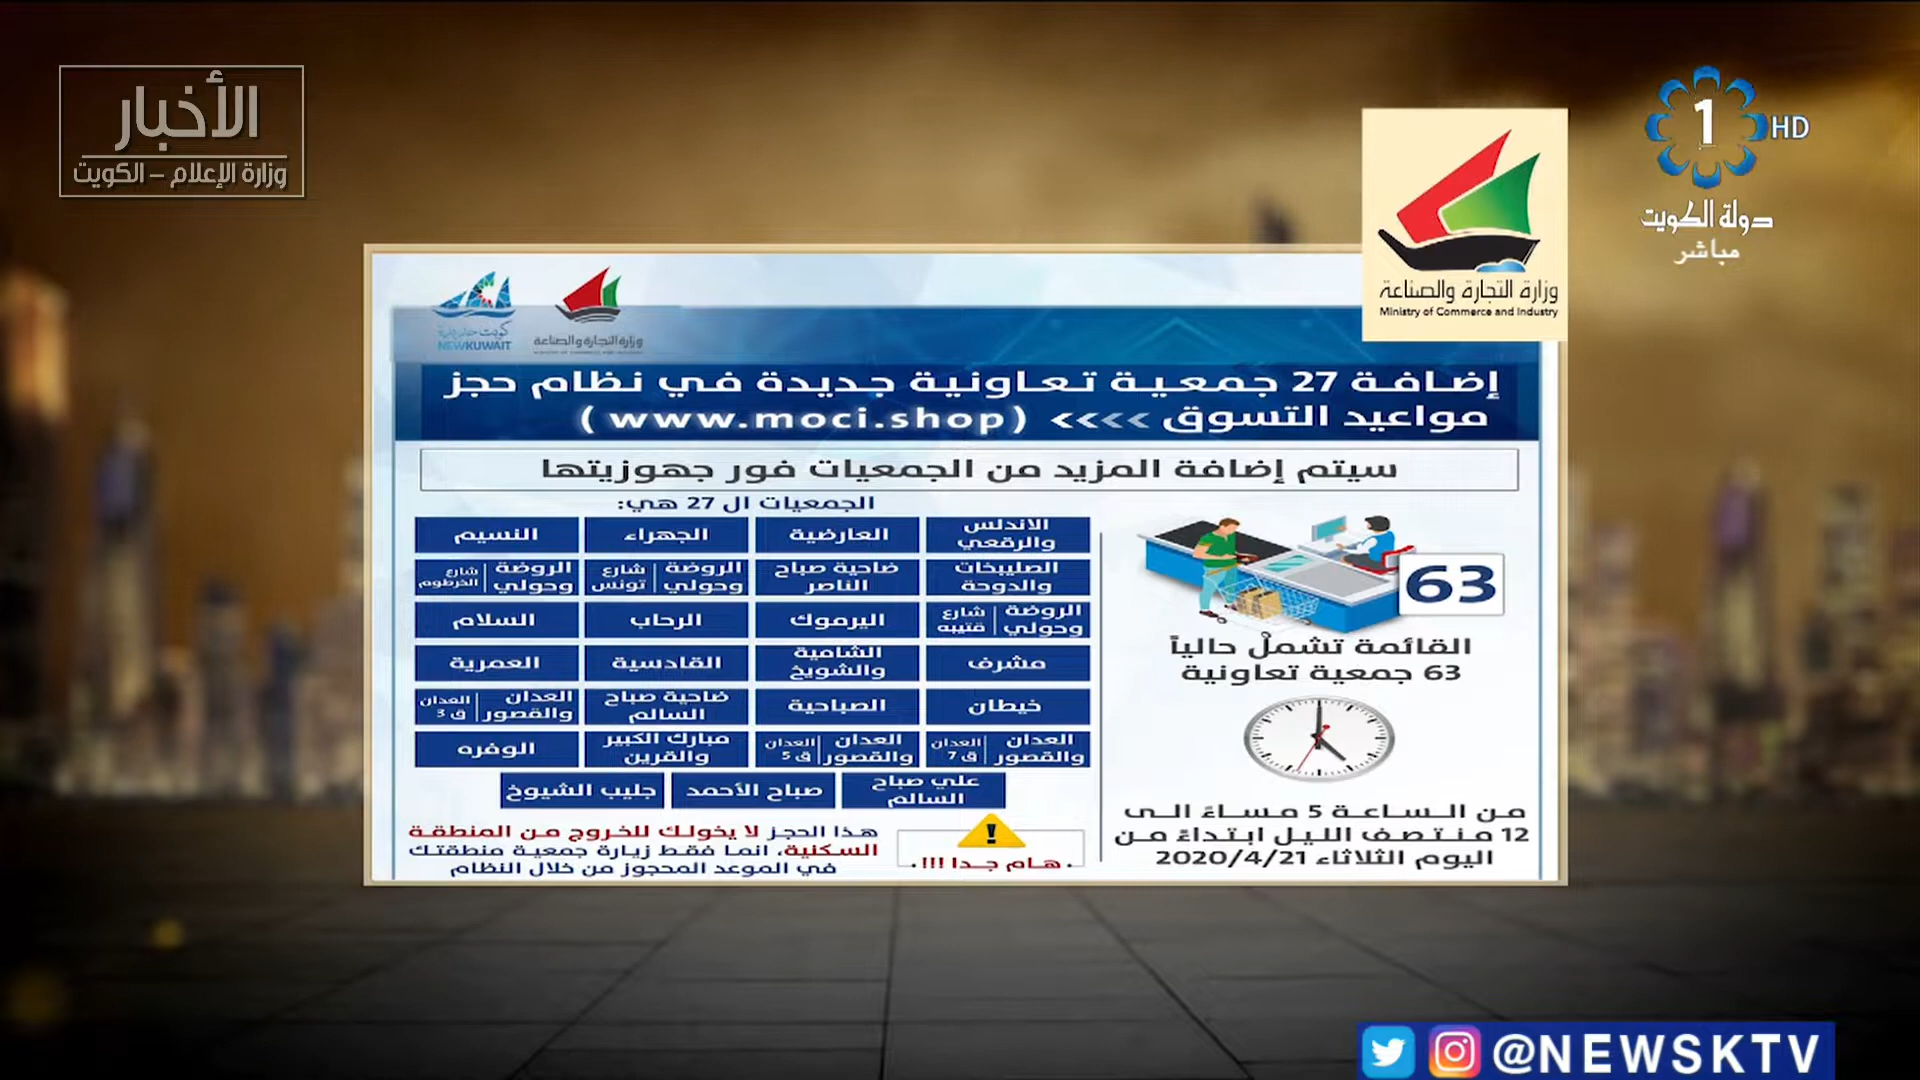 الأخبار
وزارة الإعلام - الكويت
1 HD
دولة الكويت
مباشر
وزارة التجارة والصناعة
Ministry of Commerce and Industry
كويت جديدة
NEWKUWAIT
وزارة التجارة والصناعة
إضافة 27 جمعية تعاونية جديدة في نظام حجز
مواعيد التسوق >>>> (www.moci.shop)
سيتم إضافة المزيد من الجمعيات فور جهوزيتها
الجمعيات ال 27 هي:
الاندلس والرقعي
العارضية
الجهراء
النسيم
الصليبخات والدوحة
ضاحية صباح الناصر
الروضة وحولي | شارع تونس
الروضة وحولي | شارع الخرطوم
الروضة وحولي | شارع قتيبه
اليرموك
الرحاب
السلام
مشرف
الشامية والشويخ
القادسية
العمرية
خيطان
الصباحية
ضاحية صباح السالم
العدان والقصور | العدان ق 3
العدان والقصور | العدان ق 7
العدان والقصور | العدان ق 5
مبارك الكبير والقرين
الوفره
علي صباح السالم
صباح الأحمد
جليب الشيوخ
63
القائمة تشمل حالياً
63 جمعية تعاونية
من الساعة 5 مساءً الى
12 منتصف الليل ابتداءً من
اليوم الثلاثاء 2020/4/21
هام جدا !!!
هذا الحجز لا يخولك للخروج من المنطقة
السكنية، انما فقط زيارة جمعية منطقتك
في الموعد المحجوز من خلال النظام
@NEWSKTV